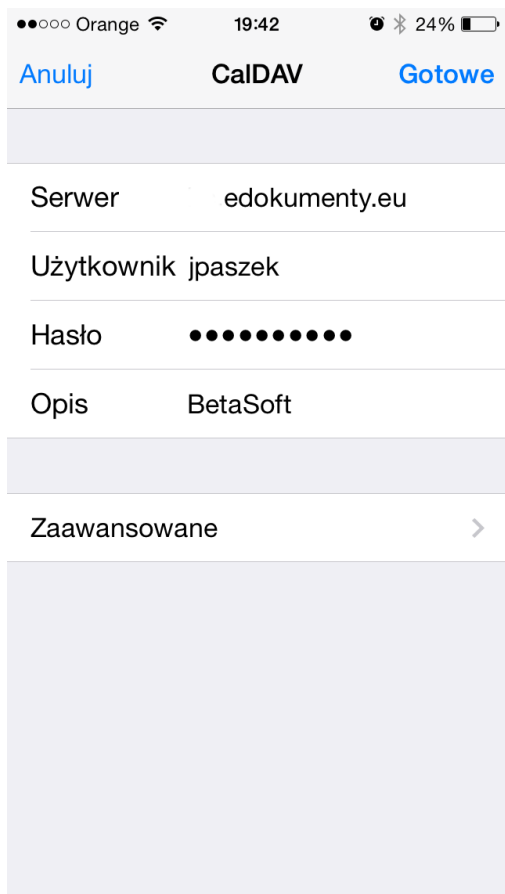 Orange 19:42 24%
Anuluj CalDAV Gotowe
Serwer edokumenty.eu
Użytkownik jpaszek
Hasło ●●●●●●●●●●
Opis BetaSoft
Zaawansowane